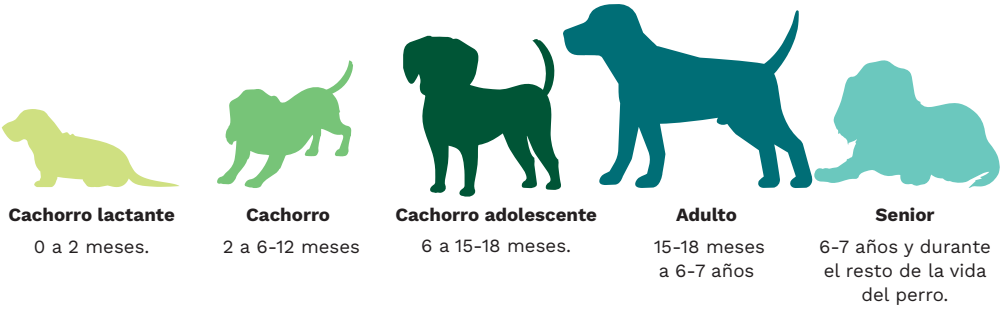 Cachorro lactante
0 a 2 meses.
Cachorro
2 a 6-12 meses
Cachorro adolescente
6 a 15-18 meses.
Adulto
15-18 meses
a 6-7 años
Senior
6-7 años y durante
el resto de la vida
del perro.